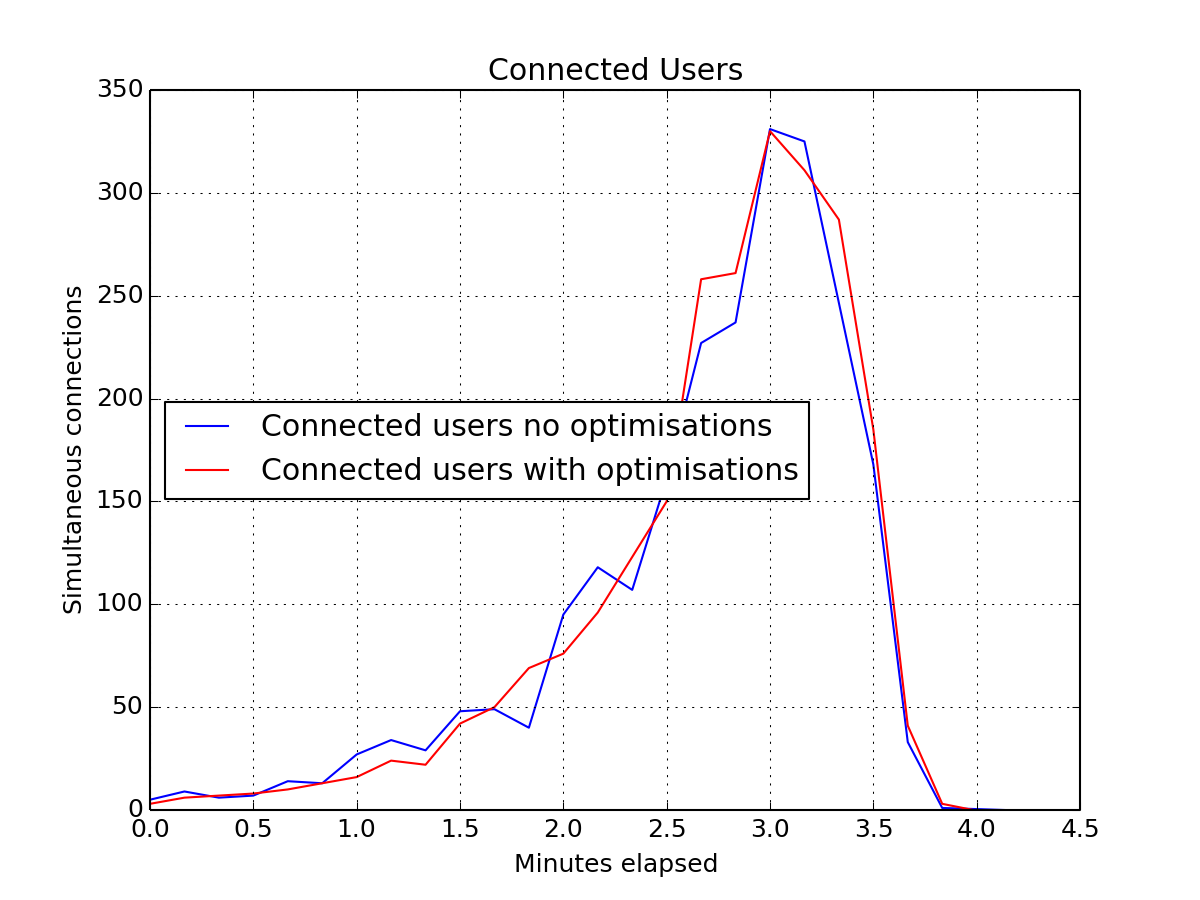 Connected Users
350
300
250
200
150
100
50
0
Simultaneous connections
Connected users no optimisations
Connected users with optimisations
0.0 0.5 1.0 1.5 2.0 2.5 3.0 3.5 4.0 4.5
Minutes elapsed